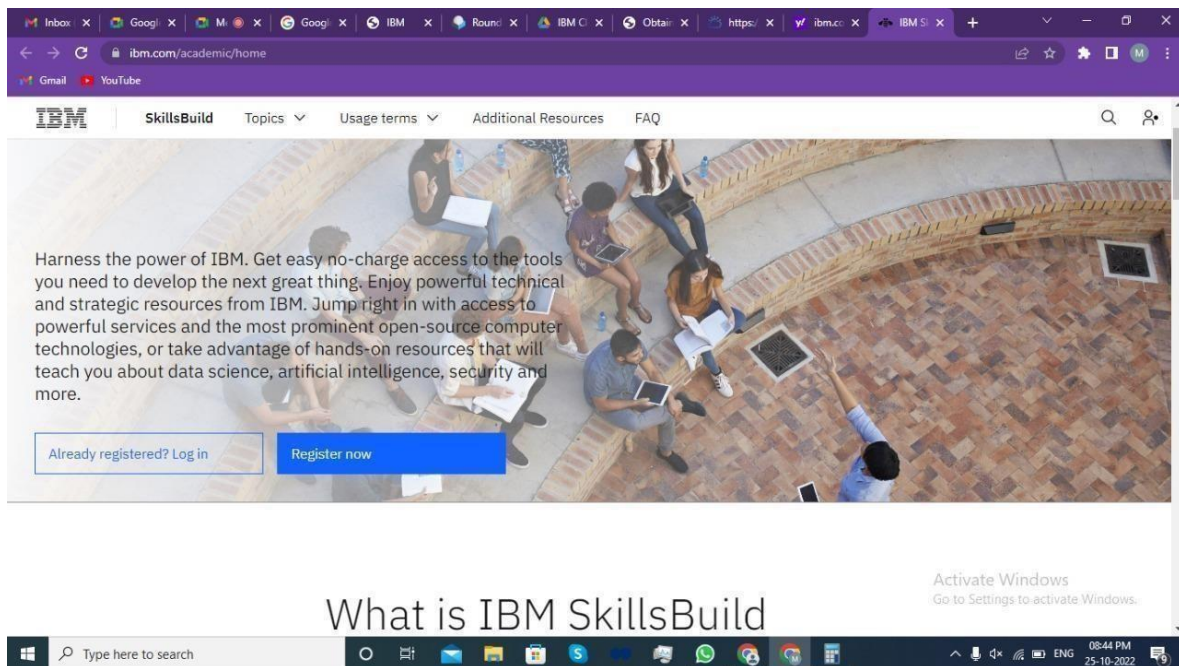 Inbox
Googl
M
Googl
IBM
Round
IBM Cl
Obtain
https:/
ibm.cc
IBM S
ibm.com/academic/home
M
Gmail
YouTube
IBM
SkillsBuild
Topics
Usage terms
Additional Resources
FAQ
Harness the power of IBM. Get easy no-charge access to the tools
you need to develop the next great thing. Enjoy powerful technical
and strategic resources from IBM. Jump right in with access to
powerful services and the most prominent open-source computer
technologies, or take advantage of hands-on resources that will
teach you about data science, artificial intelligence, security and
more.
Already registered? Log in
Register now
What is IBM SkillsBuild
Activate Windows
Go to Settings to activate Windows.
Type here to search
ENG
08:44 PM
25-10-2022